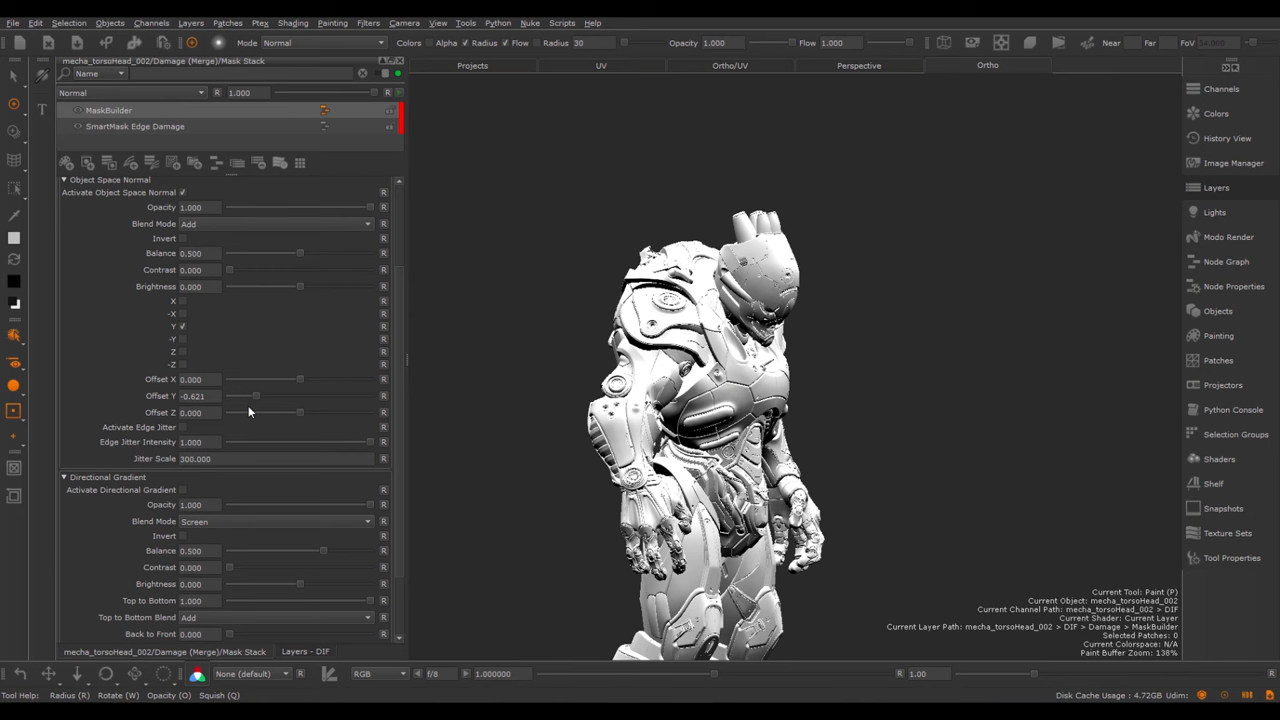 File Edit Selection Objects Channels Layers Patches Ptex Shading Painting Filters Camera View Tools Python Nuke Scripts Help
Mode Normal Colors Alpha Radius Flow Radius 30 Opacity 1.000 Flow 1.000 Near Far FoV 24.000
mecha_torsoHead_002/Damage (Merge)/Mask Stack
Projects UV Ortho/UV Perspective Ortho
Name
Normal R 1.000 R
MaskBuilder
SmartMask Edge Damage
Object Space Normal
Activate Object Space Normal R
Opacity 1.000 R
Blend Mode Add R
Invert R
Balance 0.500 R
Contrast 0.000 R
Brightness 0.000 R
X R
-X R
Y R
-Y R
Z R
-Z R
Offset X 0.000 R
Offset Y -0.621 R
Offset Z 0.000 R
Activate Edge Jitter R
Edge Jitter Intensity 1.000 R
Jitter Scale 300.000 R
Directional Gradient
Activate Directional Gradient R
Opacity 1.000 R
Blend Mode Screen R
Invert R
Balance 0.500 R
Contrast 0.000 R
Brightness 0.000 R
Top to Bottom 1.000 R
Top to Bottom Blend Add R
Back to Front 0.000 R
mecha_torsoHead_002/Damage (Merge)/Mask Stack Layers - DIF
Channels
Colors
History View
Image Manager
Layers
Lights
Modo Render
Node Graph
Node Properties
Objects
Painting
Patches
Projectors
Python Console
Selection Groups
Shaders
Shelf
Snapshots
Texture Sets
Tool Properties
Current Tool: Paint (P)
Current Object: mecha_torsoHead_002
Current Channel Path: mecha_torsoHead_002 > DIF
Current Shader: Current Layer
Current Layer Path: mecha_torsoHead_002 > DIF > Damage > MaskBuilder
Selected Patches: 0
Current Colorspace: N/A
Paint Buffer Zoom: 138%
None (default) R RGB f/8 1.000000 R 1.00 R
Tool Help: Radius (R) Rotate (W) Opacity (O) Squish (Q) Disk Cache Usage : 4.72GB Udim: